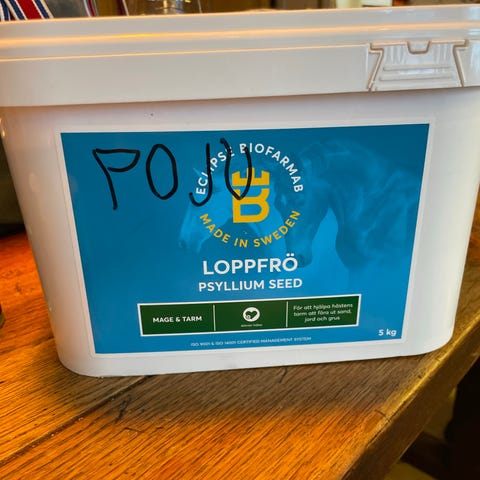 POJU
ECLIPSE BIOFARMAB
BE
MADE IN SWEDEN
LOPPFRÖ
PSYLLIUM SEED
MAGE & TARM
För att hjälpa hästens
tarm att föra ut sand,
jord och grus
5 kg
ISO 9001 & ISO 14001 CERTIFIED MANAGEMENT SYSTEM